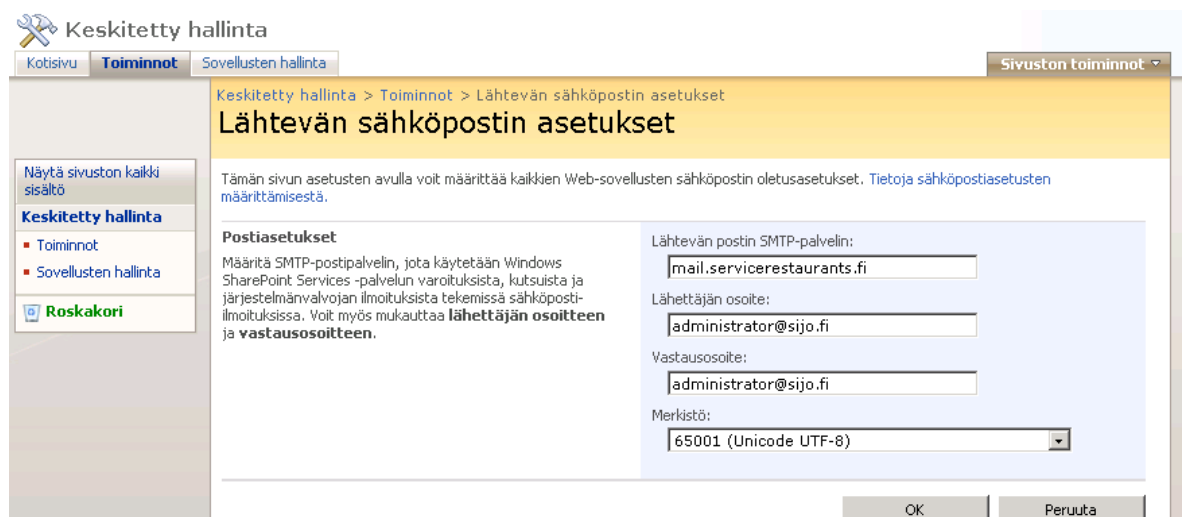 Keskitetty hallinta
Kotisivu Toiminnot Sovellusten hallinta Sivuston toiminnot
Keskitetty hallinta > Toiminnot > Lähtevän sähköpostin asetukset
Lähtevän sähköpostin asetukset
Näytä sivuston kaikki
sisältö
Keskitetty hallinta
Toiminnot
Sovellusten hallinta
Roskakori
Tämän sivun asetusten avulla voit määrittää kaikkien Web-sovellusten sähköpostin oletusasetukset. Tietoja sähköpostiasetusten
määrittämisestä.
Postiasetukset
Määritä SMTP-postipalvelin, jota käytetään Windows
SharePoint Services -palvelun varoituksista, kutsuista ja
järjestelmänvalvojan ilmoituksista tekemissä sähköposti-
ilmoituksissa. Voit myös mukauttaa lähettäjän osoitteen
ja vastausosoitteen.
Lähtevän postin SMTP-palvelin:
mail.servicerestaurants.fi
Lähettäjän osoite:
administrator@sijo.fi
Vastausosoite:
administrator@sijo.fi
Merkistö:
65001 (Unicode UTF-8)
OK Peruuta